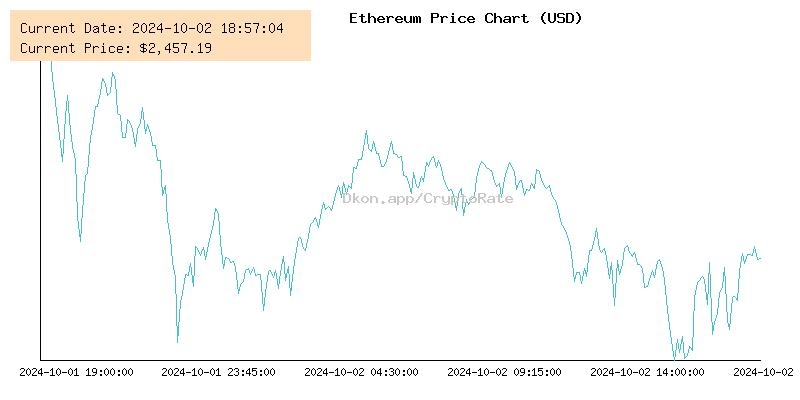 Ethereum Price Chart (USD)
Current Date: 2024-10-02 18:57:04
Current Price: $2,457.19
Dkon.app/CryptoRate
2024-10-01 19:00:00 2024-10-01 23:45:00 2024-10-02 04:30:00 2024-10-02 09:15:00 2024-10-02 14:00:00 2024-10-02